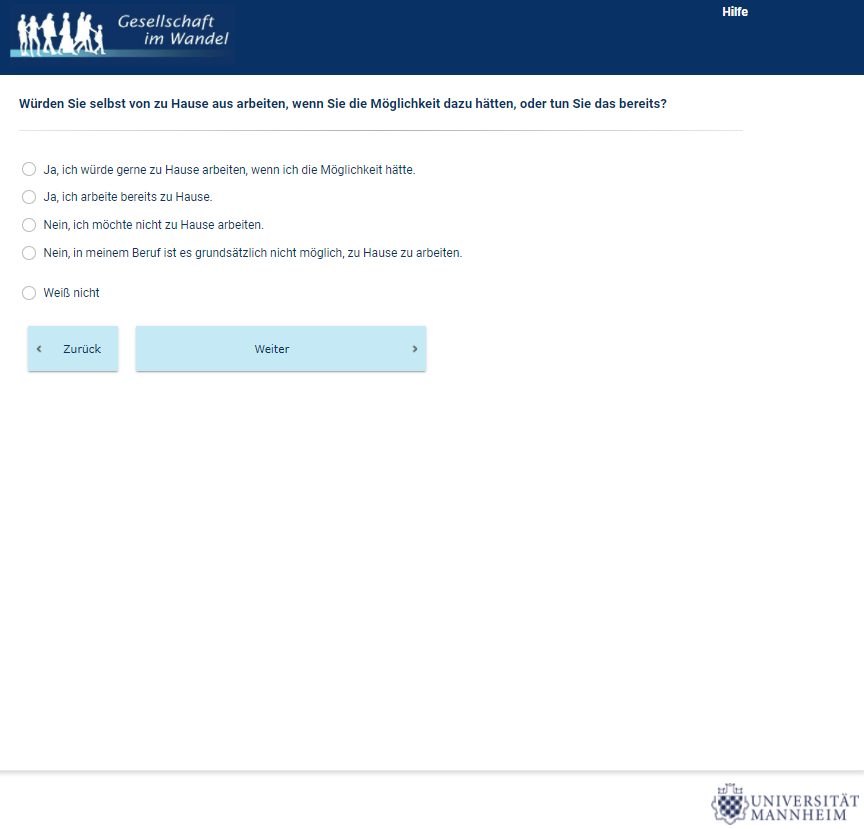 Gesellschaft
im Wandel
Hilfe
Würden Sie selbst von zu Hause aus arbeiten, wenn Sie die Möglichkeit dazu hätten, oder tun Sie das bereits?
Ja, ich würde gerne zu Hause arbeiten, wenn ich die Möglichkeit hätte.
Ja, ich arbeite bereits zu Hause.
Nein, ich möchte nicht zu Hause arbeiten.
Nein, in meinem Beruf ist es grundsätzlich nicht möglich, zu Hause zu arbeiten.
Weiß nicht
Zurück
Weiter
UNIVERSITÄT
MANNHEIM